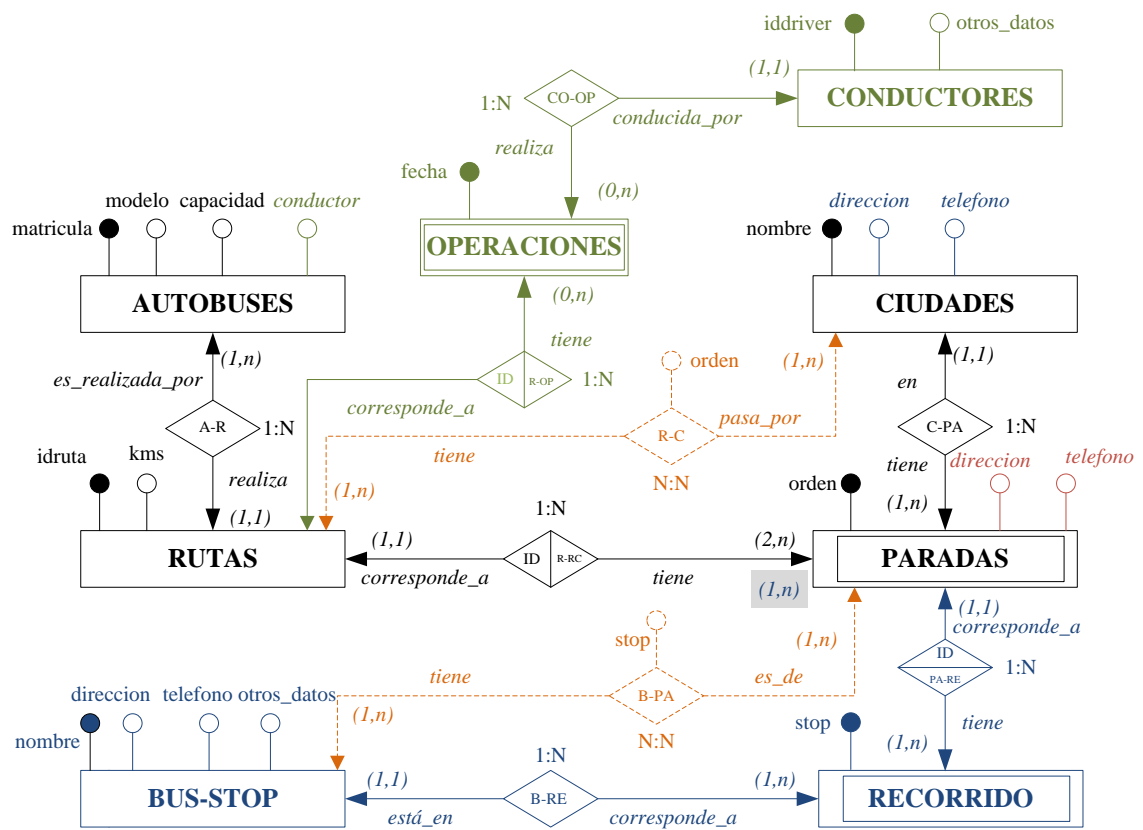 iddriver
otros_datos
(1,1)
CONDUCTORES
1:N
CO-OP
conducida_por
realiza
(0,n)
fecha
OPERACIONES
(0,n)
tiene
ID
R-OP
1:N
corresponde_a
matricula
modelo
capacidad
conductor
AUTOBUSES
(1,n)
es_realizada_por
A-R
1:N
realiza
(1,1)
nombre
direccion
telefono
CIUDADES
(1,n)
(1,1)
en
orden
R-C
pasa_por
tiene
N:N
(1,n)
C-PA
1:N
tiene
(1,n)
idruta
kms
RUTAS
orden
direccion
telefono
PARADAS
1:N
(1,1)
ID
R-RC
(2,n)
corresponde_a
tiene
(1,n)
stop
(1,n)
tiene
B-PA
es_de
(1,n)
N:N
(1,1)
corresponde_a
ID
PA-RE
1:N
tiene
(1,n)
direccion
telefono otros_datos
nombre
BUS-STOP
stop
RECORRIDO
1:N
(1,1)
B-RE
(1,n)
está_en
corresponde_a